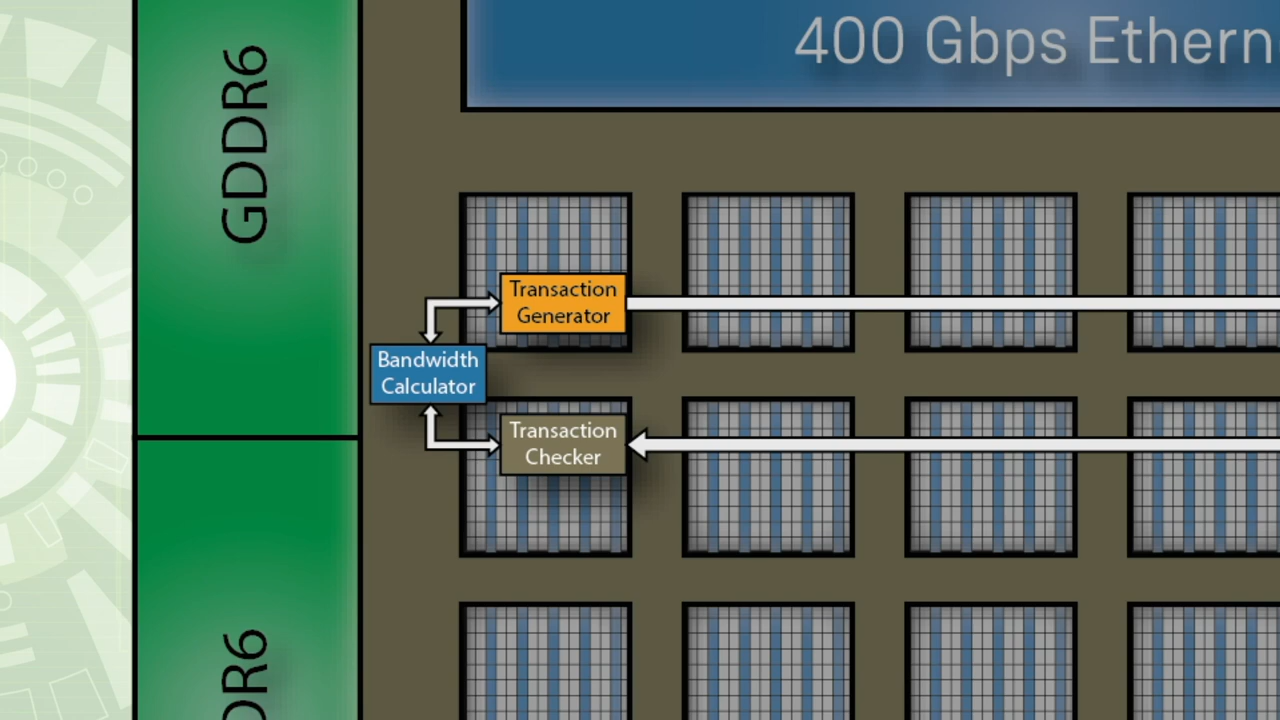 400 Gbps Ethern
GDDR6
Transaction
Generator
Bandwidth
Calculator
Transaction
Checker
DR6